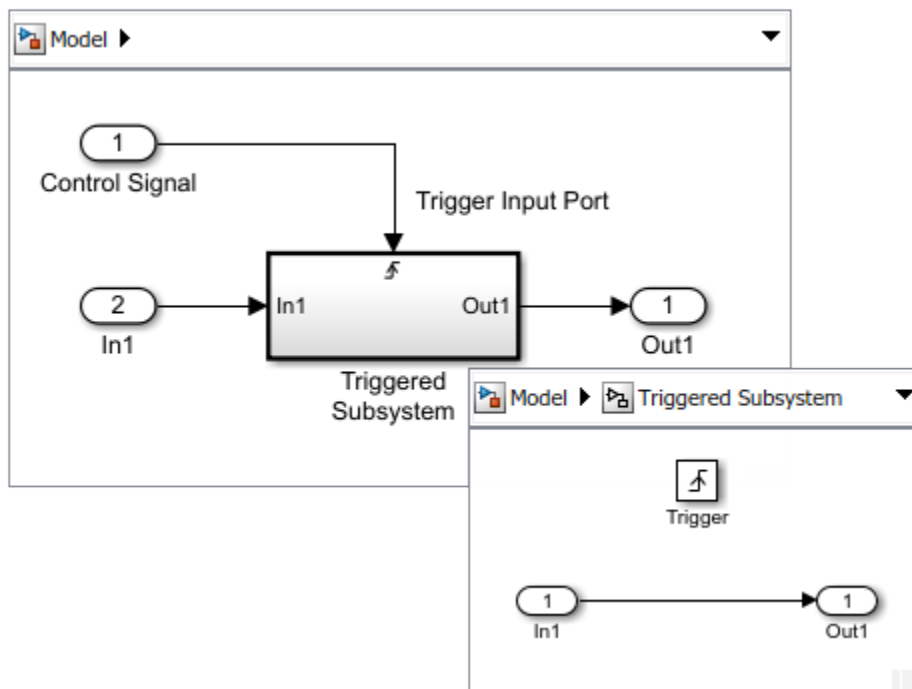 Model
1
Control Signal
Trigger Input Port
2
In1
In1
Out1
1
Out1
Triggered
Subsystem
Model
Triggered Subsystem
Trigger
1
In1
1
Out1